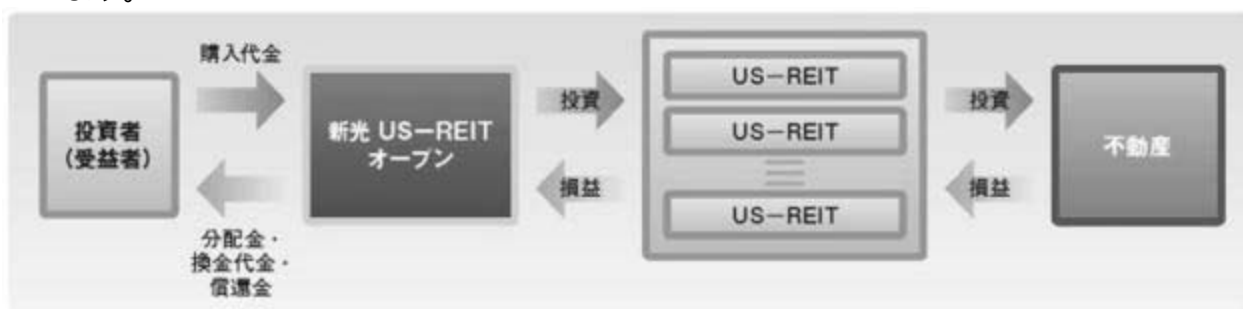 購入代金
投資者
(受益者)
分配金・
換金代金・
償還金
新光 US-REIT
オープン
投資
損益
US-REIT
US-REIT
US-REIT
投資
損益
不動産